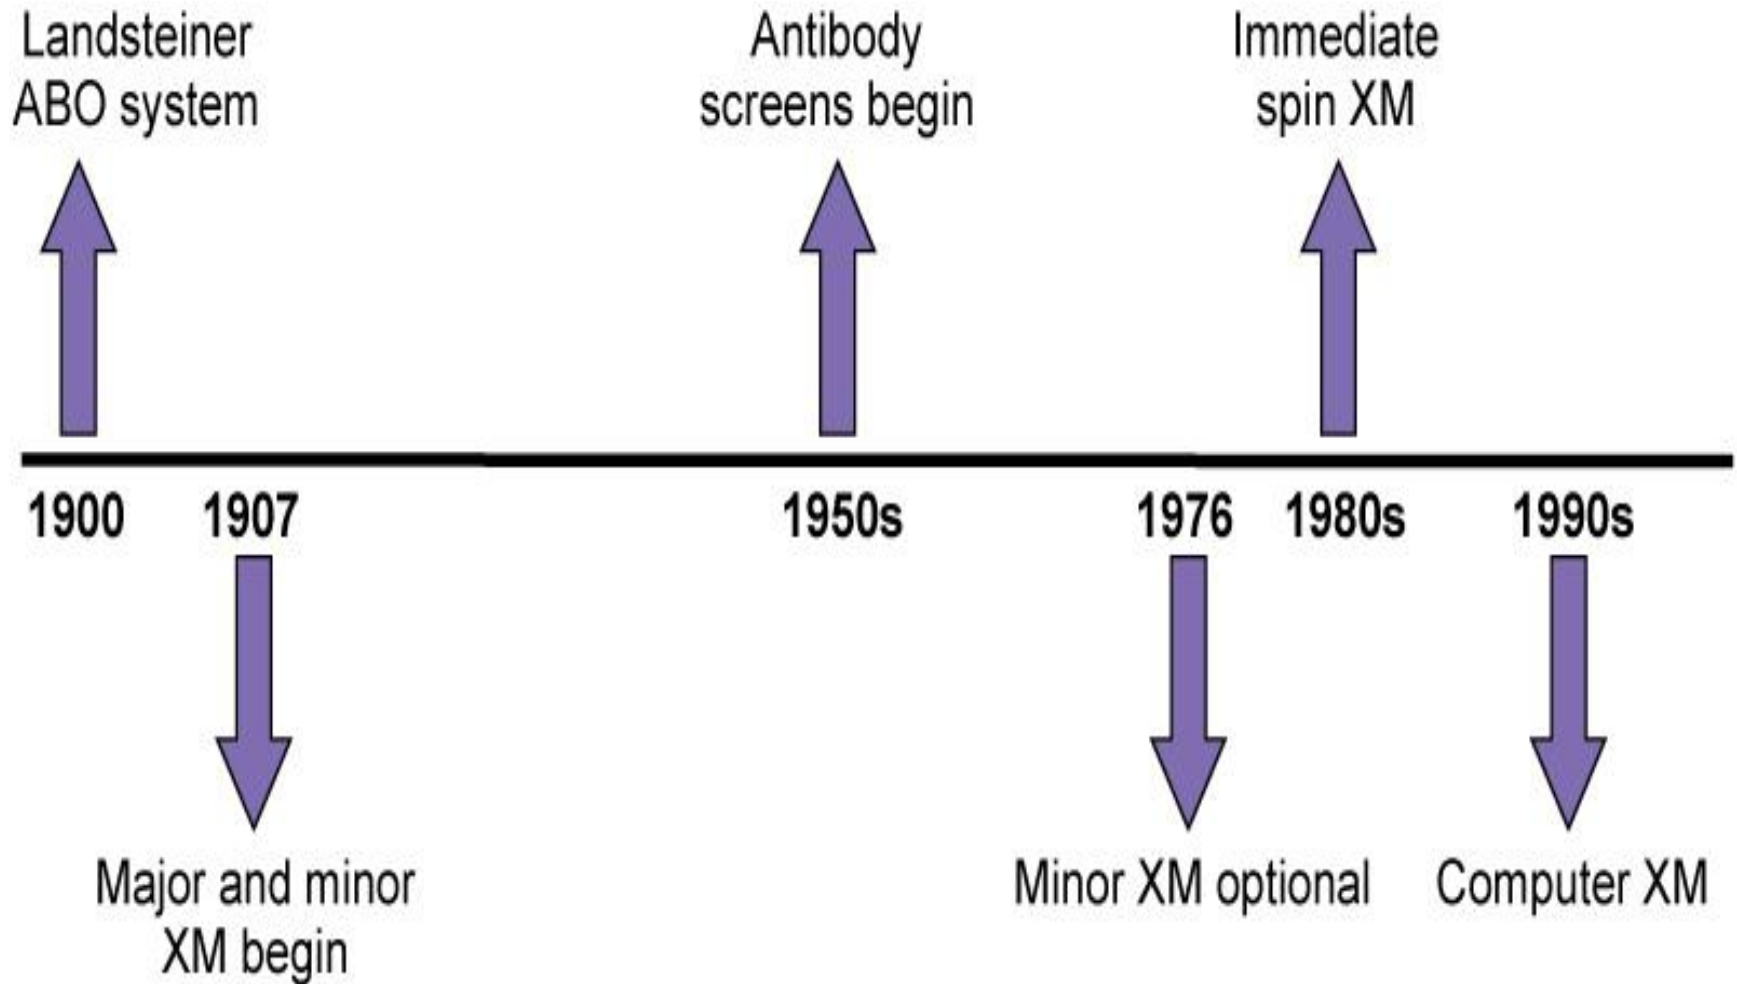 Landsteiner
ABO system
Antibody
screens begin
Immediate
spin XM
1900 1907 1950s 1976 1980s 1990s
Major and minor
XM begin
Minor XM optional
Computer XM